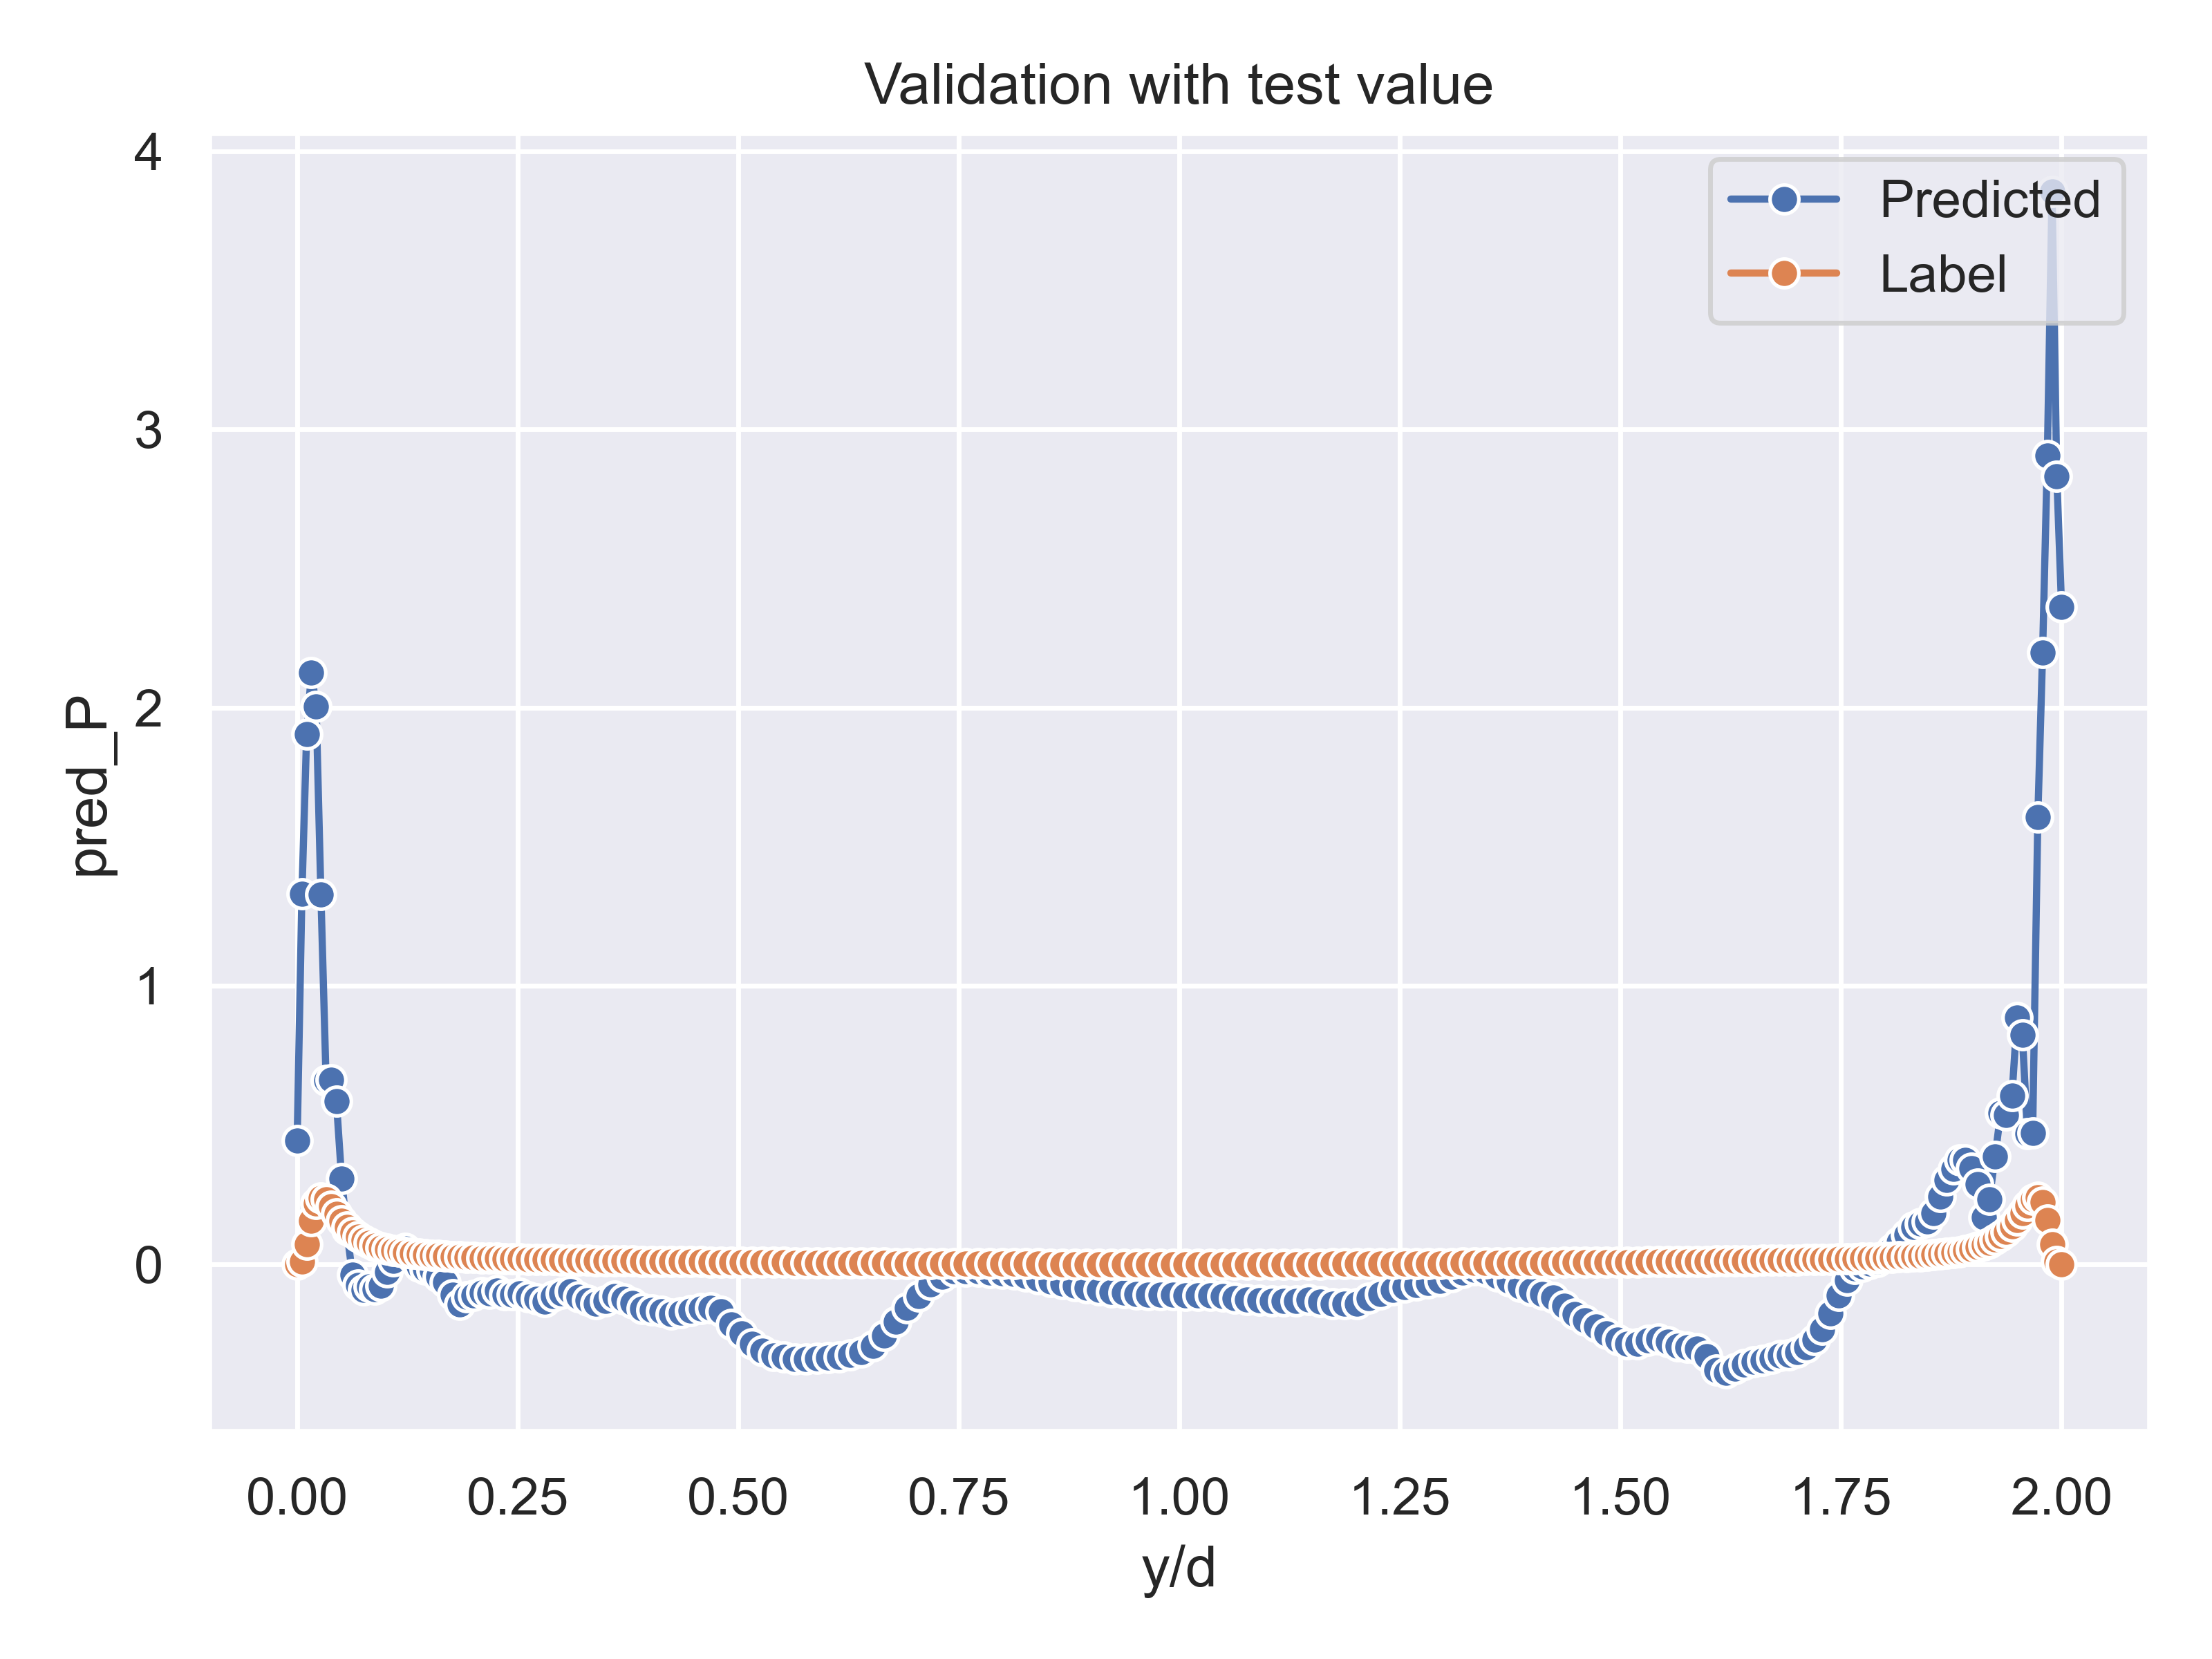 Validation with test value
4
3
2
1
0
pred_P
Predicted
Label
0.00 0.25 0.50 0.75 1.00 1.25 1.50 1.75 2.00
y/d